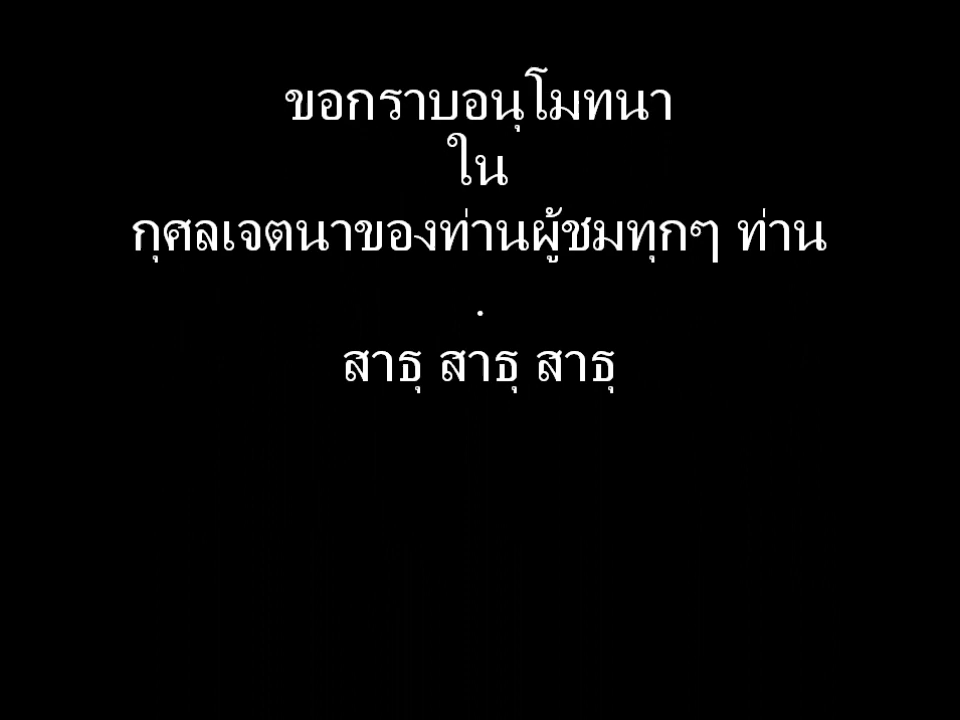 ขอกราบอนุโมทนา
ใน
กุศลเจตนาของท่านผู้ชมทุกๆ ท่าน
.
สาธุ สาธุ สาธุ